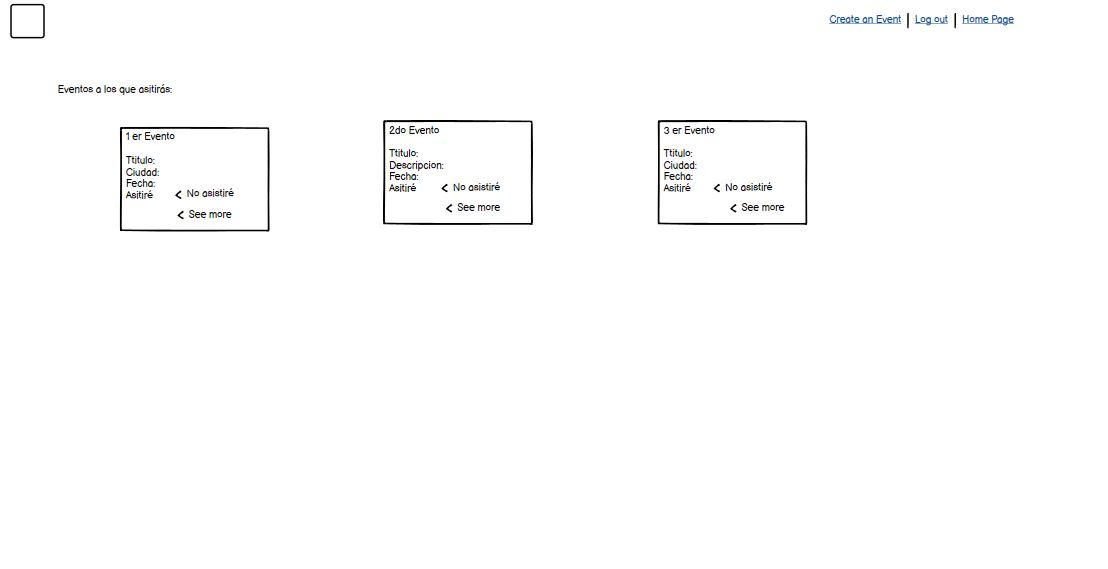 Create an Event | Log out | Home Page
Eventos a los que asitirás:
1 er Evento
Ttitulo:
Ciudad:
Fecha:
Asitiré < No asistiré
< See more
2do Evento
Ttitulo:
Descripcion:
Fecha:
Asitiré < No asistiré
< See more
3 er Evento
Ttitulo:
Ciudad:
Fecha:
Asitiré < No asistiré
< See more